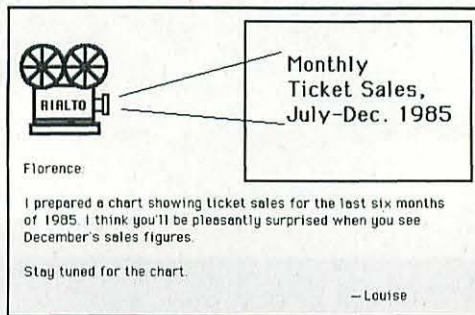 RIALTO
Monthly
Ticket Sales,
July-Dec. 1985
Florence:
I prepared a chart showing ticket sales for the last six months
of 1985. I think you'll be pleasantly surprised when you see
December's sales figures.
Stay tuned for the chart.
—Louise